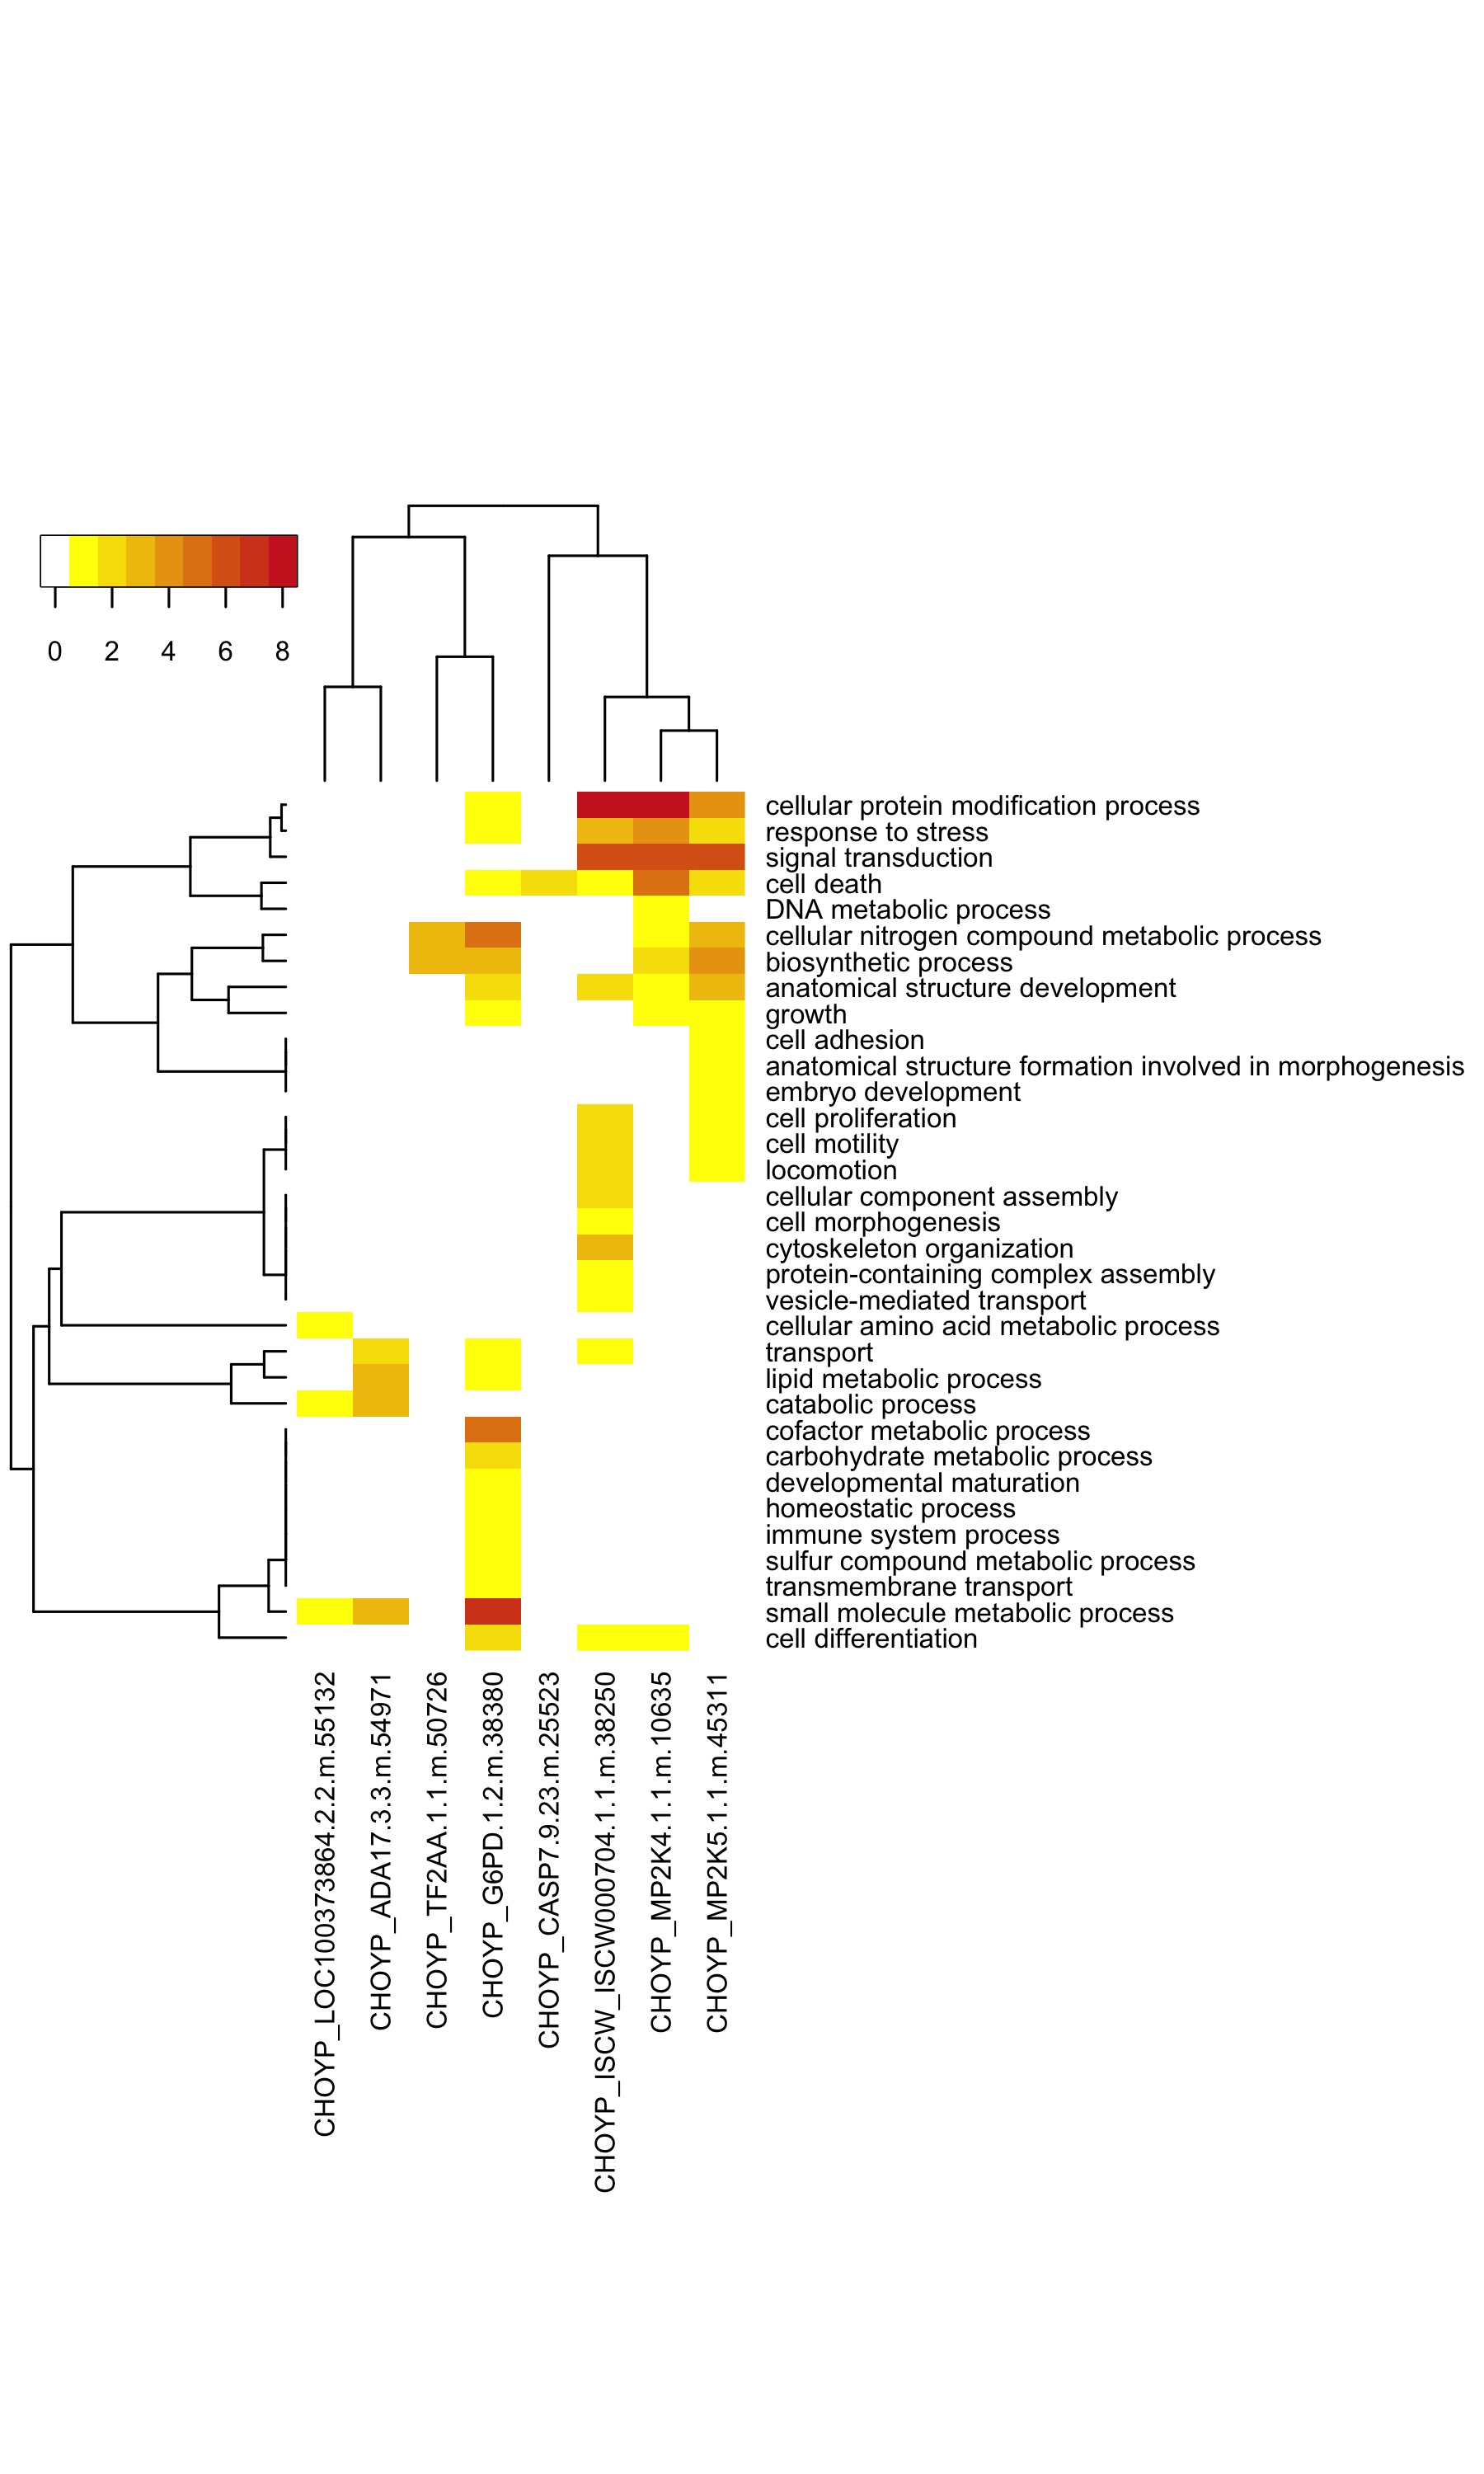 0 2 4 6 8
cellular protein modification process
response to stress
signal transduction
cell death
DNA metabolic process
cellular nitrogen compound metabolic process
biosynthetic process
anatomical structure development
growth
cell adhesion
anatomical structure formation involved in morphogenesis
embryo development
cell proliferation
cell motility
locomotion
cellular component assembly
cell morphogenesis
cytoskeleton organization
protein-containing complex assembly
vesicle-mediated transport
cellular amino acid metabolic process
transport
lipid metabolic process
catabolic process
cofactor metabolic process
carbohydrate metabolic process
developmental maturation
homeostatic process
immune system process
sulfur compound metabolic process
transmembrane transport
small molecule metabolic process
cell differentiation
CHOYP_LOC100373864.2.2.m.55132
CHOYP_ADA17.3.3.m.54971
CHOYP_TF2AA.1.1.m.50726
CHOYP_G6PD.1.2.m.38380
CHOYP_CASP7.9.23.m.25523
CHOYP_ISCW_ISCW000704.1.1.m.38250
CHOYP_MP2K4.1.1.m.10635
CHOYP_MP2K5.1.1.m.45311